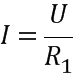 I = U / R₁